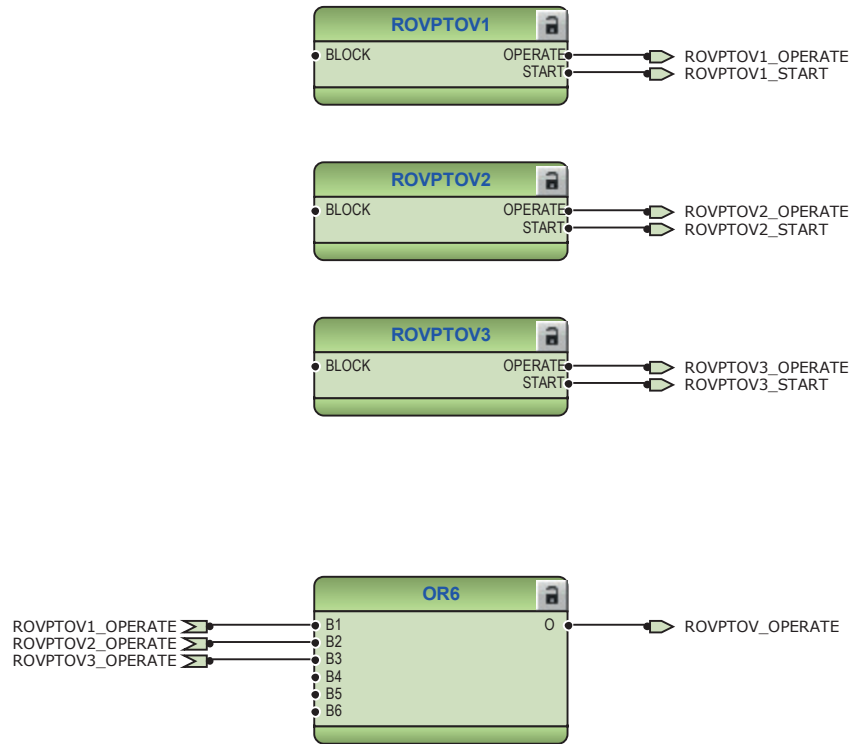 ROVPTOV1
BLOCK OPERATE ROVPTOV1_OPERATE
START ROVPTOV1_START
ROVPTOV2
BLOCK OPERATE ROVPTOV2_OPERATE
START ROVPTOV2_START
ROVPTOV3
BLOCK OPERATE ROVPTOV3_OPERATE
START ROVPTOV3_START
OR6
ROVPTOV1_OPERATE B1 O ROVPTOV_OPERATE
ROVPTOV2_OPERATE B2
ROVPTOV3_OPERATE B3
B4
B5
B6